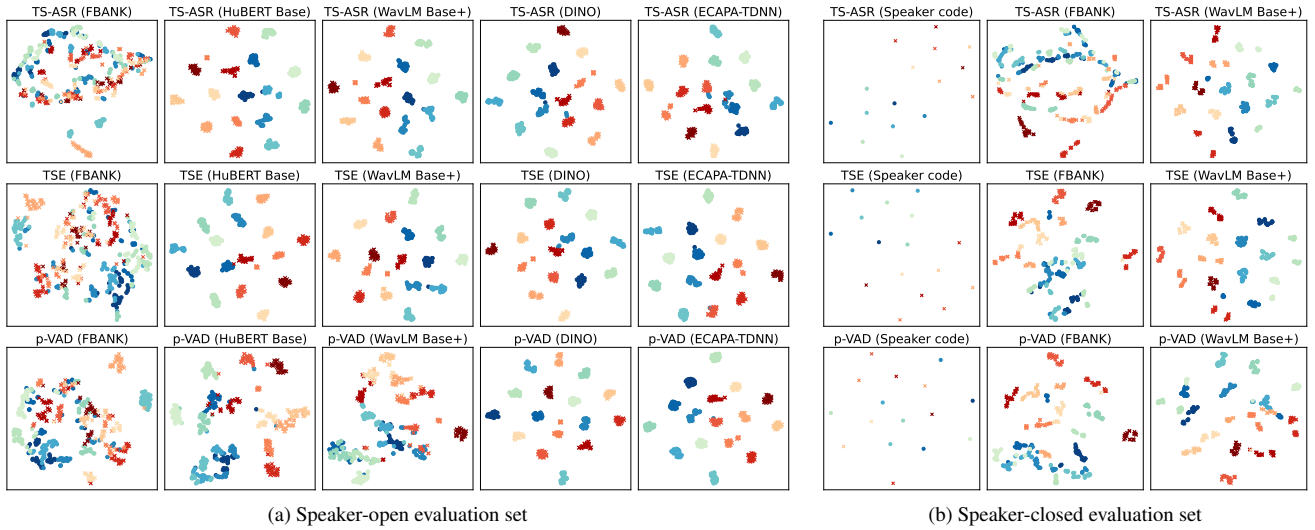 TS-ASR (FBANK) TS-ASR (HuBERT Base) TS-ASR (WavLM Base+) TS-ASR (DINO) TS-ASR (ECAPA-TDNN) TS-ASR (Speaker code) TS-ASR (FBANK) TS-ASR (WavLM Base+)
TSE (FBANK) TSE (HuBERT Base) TSE (WavLM Base+) TSE (DINO) TSE (ECAPA-TDNN) TSE (Speaker code) TSE (FBANK) TSE (WavLM Base+)
p-VAD (FBANK) p-VAD (HuBERT Base) p-VAD (WavLM Base+) p-VAD (DINO) p-VAD (ECAPA-TDNN) p-VAD (Speaker code) p-VAD (FBANK) p-VAD (WavLM Base+)
(a) Speaker-open evaluation set (b) Speaker-closed evaluation set